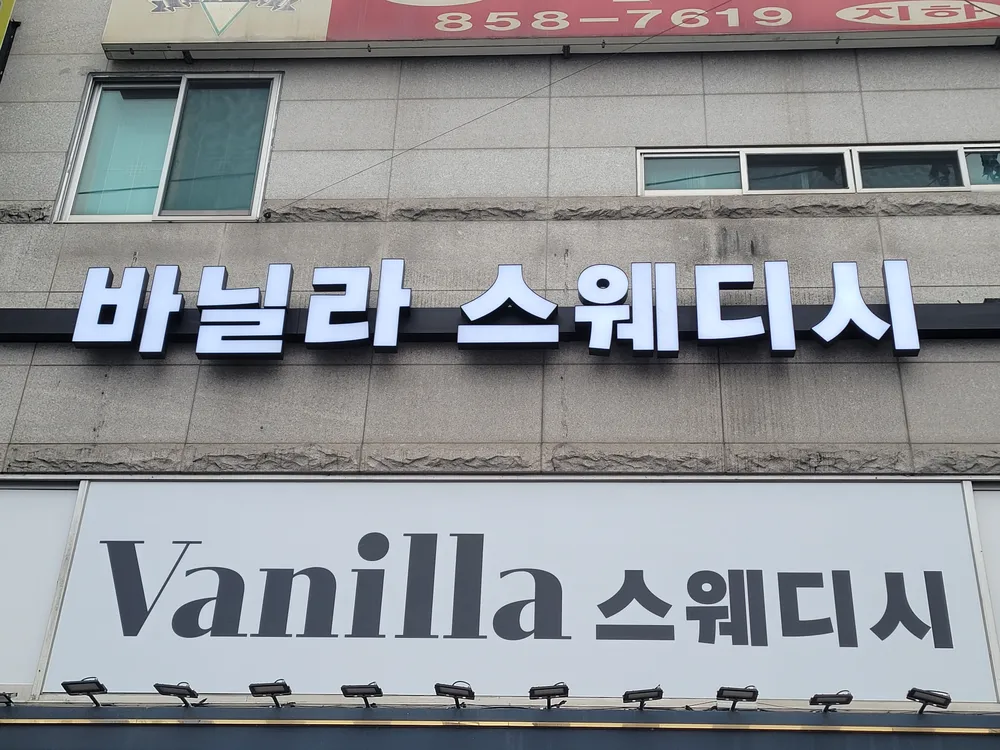 858-7619 지하
바닐라 스웨디시
Vanilla 스웨디시